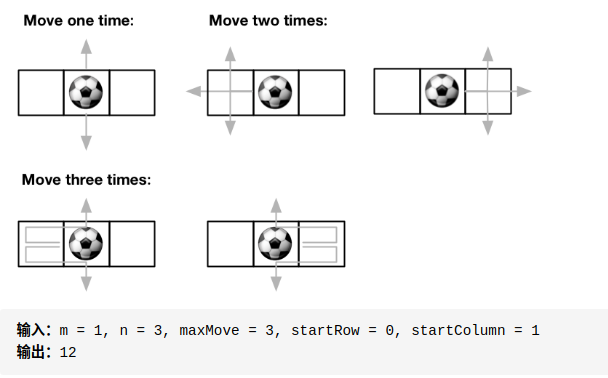 Move one time:
Move two times:
Move three times:
输入：m = 1, n = 3, maxMove = 3, startRow = 0, startColumn = 1
输出：12